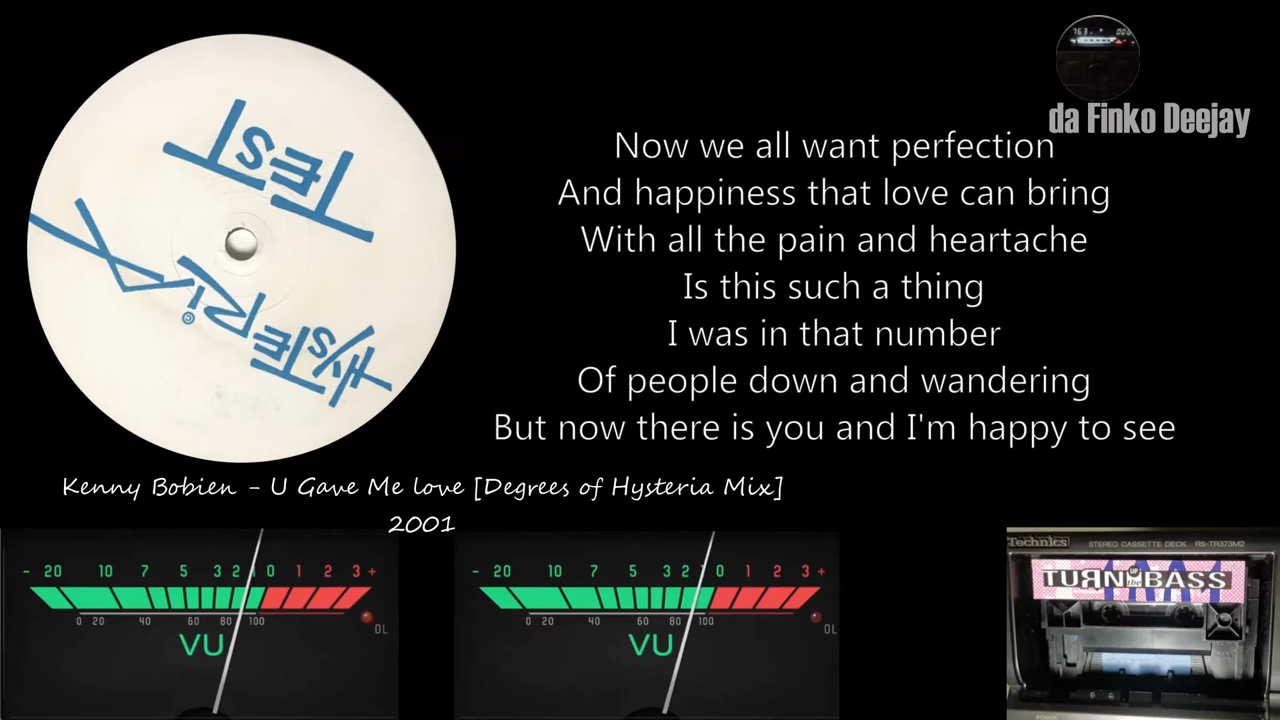 TEST
HYSTERiA
©
da Finko Deejay
Now we all want perfection
And happiness that love can bring
With all the pain and heartache
Is this such a thing
I was in that number
Of people down and wandering
But now there is you and I'm happy to see
Kenny Bobien - U Gave Me love [Degrees of Hysteria Mix]
2001
- 20 10 7 5 3 2 1 0 1 2 3 +
0 20 40 60 80 100
OL
VU
- 20 10 7 5 3 2 1 0 1 2 3 +
0 20 40 60 80 100
OL
VU
Technics STEREO CASSETTE DECK RS-TR373M2
TURN UP the BASS